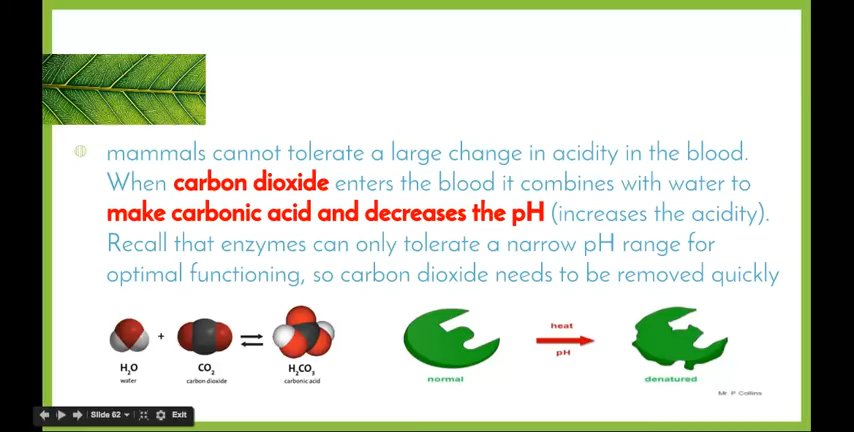 mammals cannot tolerate a large change in acidity in the blood.
When carbon dioxide enters the blood it combines with water to
make carbonic acid and decreases the pH (increases the acidity).
Recall that enzymes can only tolerate a narrow pH range for
optimal functioning, so carbon dioxide needs to be removed quickly
+
H₂O
water
CO₂
carbon dioxide
H₂CO₃
carbonic acid
normal
heat
pH
denatured
Mr. P Collins
Slide 62
Exit